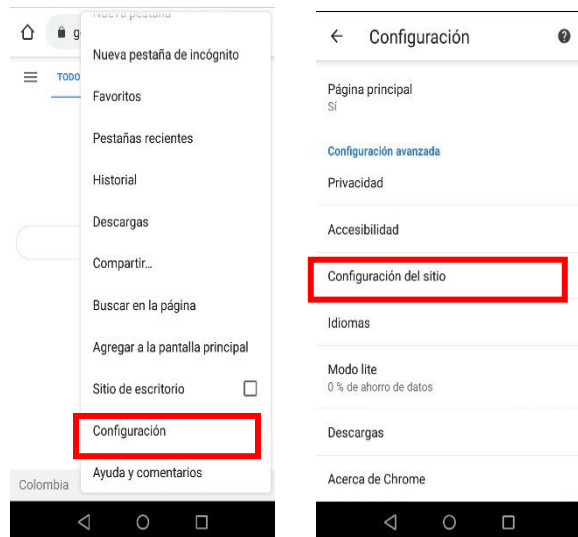 Nueva pestaña
g
TODO
Nueva pestaña de incógnito
Favoritos
Pestañas recientes
Historial
Descargas
Compartir...
Buscar en la página
Agregar a la pantalla principal
Sitio de escritorio
Configuración
Ayuda y comentarios
Colombia
Configuración
Página principal
Sí
Configuración avanzada
Privacidad
Accesibilidad
Configuración del sitio
Idiomas
Modo lite
0 % de ahorro de datos
Descargas
Acerca de Chrome